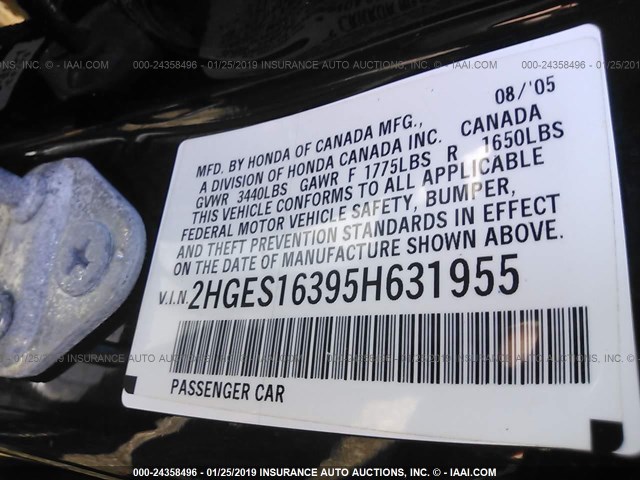 000-24358496 - 01/25/2019 INSURANCE AUTO AUCTIONS, INC. - IAAI.COM
08/'05
MFD. BY HONDA OF CANADA MFG.,
A DIVISION OF HONDA CANADA INC. CANADA
GVWR 3440LBS GAWR F 1775LBS R 1650LBS
THIS VEHICLE CONFORMS TO ALL APPLICABLE
FEDERAL MOTOR VEHICLE SAFETY, BUMPER,
AND THEFT PREVENTION STANDARDS IN EFFECT
ON THE DATE OF MANUFACTURE SHOWN ABOVE.
V.I.N. 2HGES16395H631955
PASSENGER CAR
000-24358496 - 01/25/2019 INSURANCE AUTO AUCTIONS, INC. - IAAI.COM